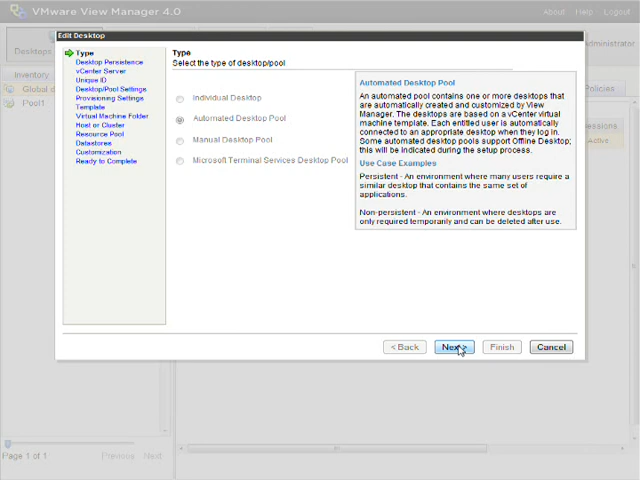 VMware View Manager 4.0
About
Help
Logout
Desktops
Administrator
Inventory
Global d
Policies
Pool1
Sessions
Active
Edit Desktop
Type
Desktop Persistence
vCenter Server
Unique ID
Desktop/Pool Settings
Provisioning Settings
Template
Virtual Machine Folder
Host or Cluster
Resource Pool
Datastores
Customization
Ready to Complete
Type
Select the type of desktop/pool
Individual Desktop
Automated Desktop Pool
Manual Desktop Pool
Microsoft Terminal Services Desktop Pool
Automated Desktop Pool
An automated pool contains one or more desktops
that are automatically created and customized by View
Manager. The desktops are based on a vCenter virtual
machine template. Each entitled user is automatically
connected to an appropriate desktop when they log in.
Some automated desktop pools support Offline Desktop;
this will be indicated during the setup process.
Use Case Examples
Persistent - An environment where many users require a
similar desktop that contains the same set of
applications.
Non-persistent - An environment where desktops are
only required temporarily and can be deleted after use.
< Back
Next >
Finish
Cancel
Page 1 of 1
Previous
Next